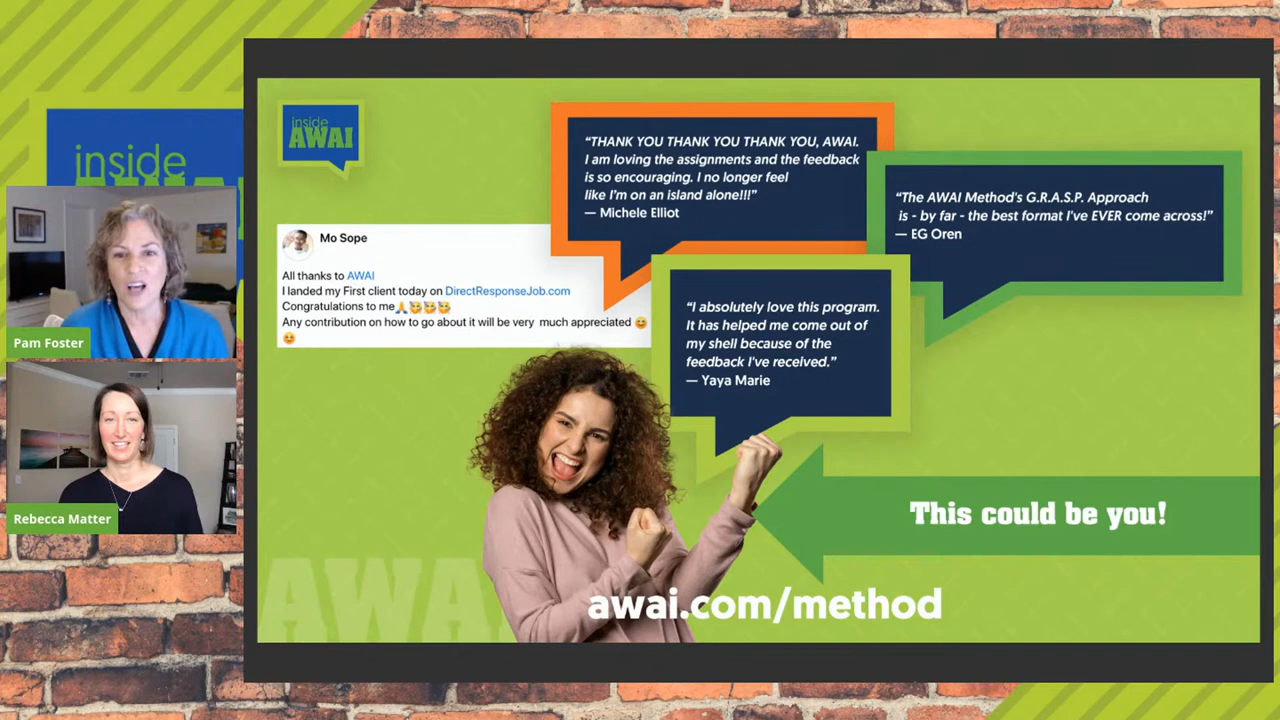 inside
AWAI
Pam Foster
Rebecca Matter
inside
AWAI
Mo Sope
All thanks to AWAI
I landed my First client today on DirectResponseJob.com
Congratulations to me🙏🥳🥳🥳
Any contribution on how to go about it will be very much appreciated 😊
😊
“THANK YOU THANK YOU THANK YOU, AWAI.
I am loving the assignments and the feedback
is so encouraging. I no longer feel
like I'm on an island alone!!!”
— Michele Elliot
“The AWAI Method's G.R.A.S.P. Approach
is - by far - the best format I've EVER come across!”
— EG Oren
“I absolutely love this program.
It has helped me come out of
my shell because of the
feedback I've received.”
— Yaya Marie
This could be you!
AWA
awai.com/method